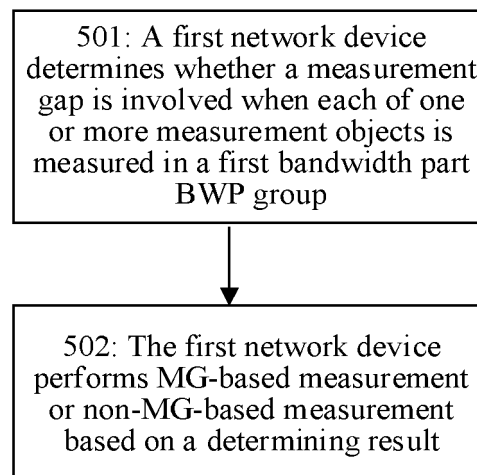 501: A first network device
determines whether a measurement
gap is involved when each of one
or more measurement objects is
measured in a first bandwidth part
BWP group
502: The first network device
performs MG-based measurement
or non-MG-based measurement
based on a determining result